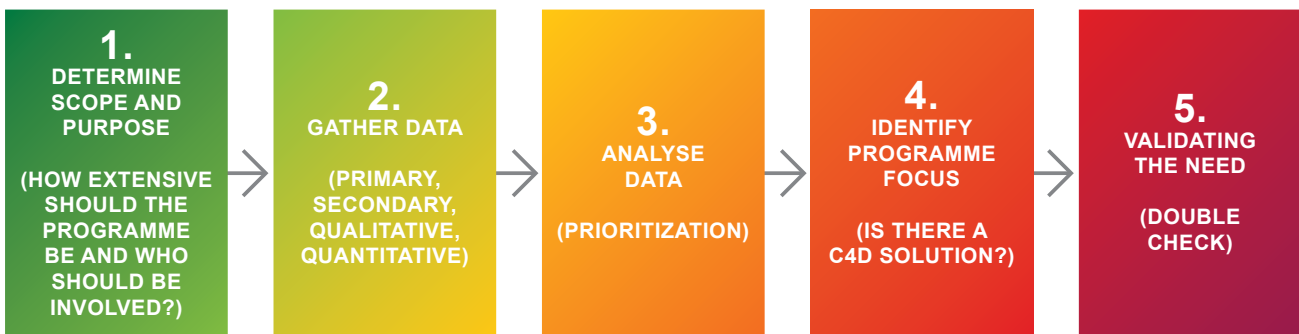 1.
DETERMINE
SCOPE AND
PURPOSE
(HOW EXTENSIVE
SHOULD THE
PROGRAMME
BE AND WHO
SHOULD BE
INVOLVED?)
2.
GATHER DATA
(PRIMARY,
SECONDARY,
QUALITATIVE,
QUANTITATIVE)
3.
ANALYSE
DATA
(PRIORITIZATION)
4.
IDENTIFY
PROGRAMME
FOCUS
(IS THERE A
C4D SOLUTION?)
5.
VALIDATING
THE NEED
(DOUBLE
CHECK)